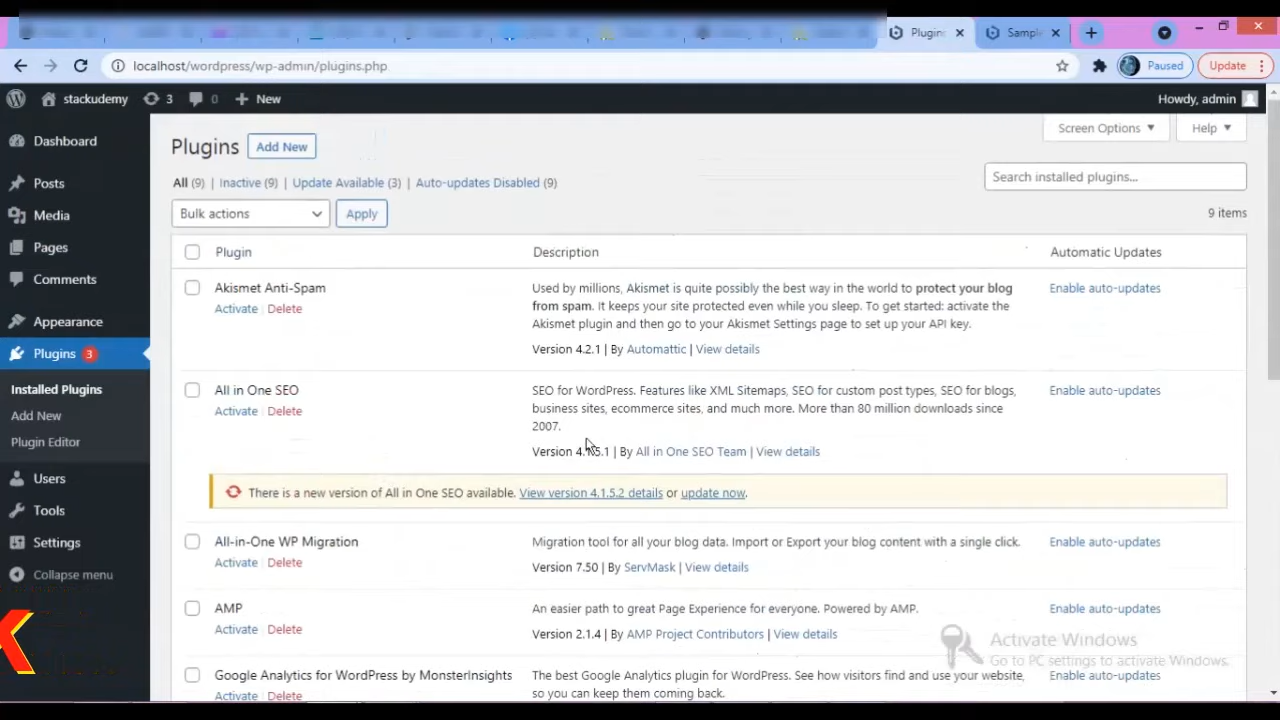 Plugins
Sample
localhost/wordpress/wp-admin/plugins.php
Paused
Update
stackudemy
3
0
New
Howdy, admin
Dashboard
Posts
Media
Pages
Comments
Appearance
Plugins 3
Installed Plugins
Add New
Plugin Editor
Users
Tools
Settings
Collapse menu
Plugins Add New
Screen Options
Help
All (9) | Inactive (9) | Update Available (3) | Auto-updates Disabled (9)
Search installed plugins...
Bulk actions
Apply
9 items
Plugin Description Automatic Updates
Akismet Anti-Spam
Activate | Delete
Used by millions, Akismet is quite possibly the best way in the world to protect your blog
from spam. It keeps your site protected even while you sleep. To get started: activate the
Akismet plugin and then go to your Akismet Settings page to set up your API key.
Version 4.2.1 | By Automattic | View details
Enable auto-updates
All in One SEO
Activate | Delete
SEO for WordPress. Features like XML Sitemaps, SEO for custom post types, SEO for blogs,
business sites, ecommerce sites, and much more. More than 80 million downloads since
2007.
Version 4.1.5.1 | By All in One SEO Team | View details
Enable auto-updates
There is a new version of All in One SEO available. View version 4.1.5.2 details or update now.
All-in-One WP Migration
Activate | Delete
Migration tool for all your blog data. Import or Export your blog content with a single click.
Version 7.50 | By ServMask | View details
Enable auto-updates
AMP
Activate | Delete
An easier path to great Page Experience for everyone. Powered by AMP.
Version 2.1.4 | By AMP Project Contributors | View details
Enable auto-updates
Google Analytics for WordPress by MonsterInsights
Activate | Delete
The best Google Analytics plugin for WordPress. See how visitors find and use your website,
so you can keep them coming back.
Enable auto-updates
Activate Windows
Go to PC settings to activate Windows.